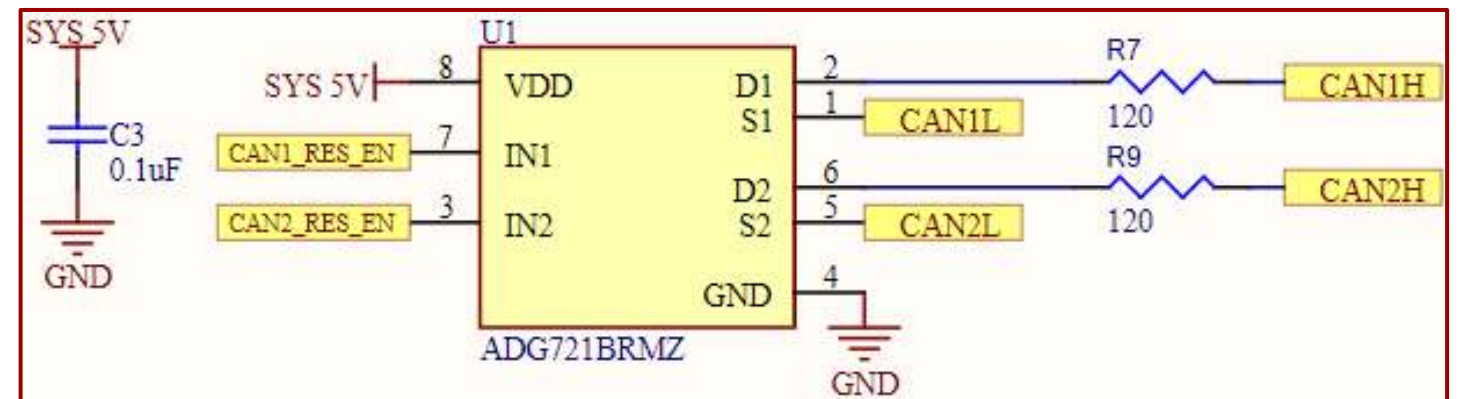 SYS 5V
C3
0.1uF
GND
SYS 5V
CAN1_RES_EN
CAN2_RES_EN
8
7
3
U1
VDD
IN1
IN2
D1
S1
D2
S2
GND
ADG721BRMZ
2
1
6
5
4
CAN1L
CAN2L
GND
R7
120
R9
120
CAN1H
CAN2H